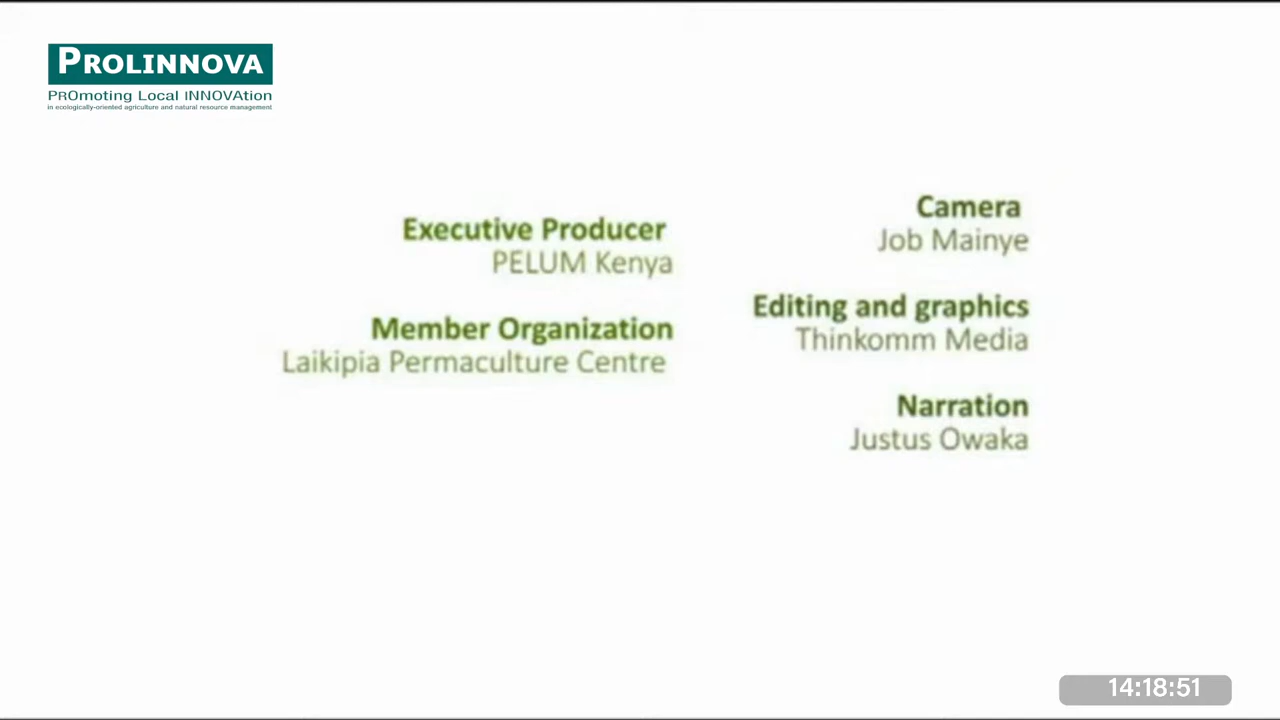 PROLINNOVA
PROmoting Local INNOVAtion
in ecologically-oriented agriculture and natural resource management
Executive Producer
PELUM Kenya
Member Organization
Laikipia Permaculture Centre
Camera
Job Mainye
Editing and graphics
Thinkomm Media
Narration
Justus Owaka
14:18:51